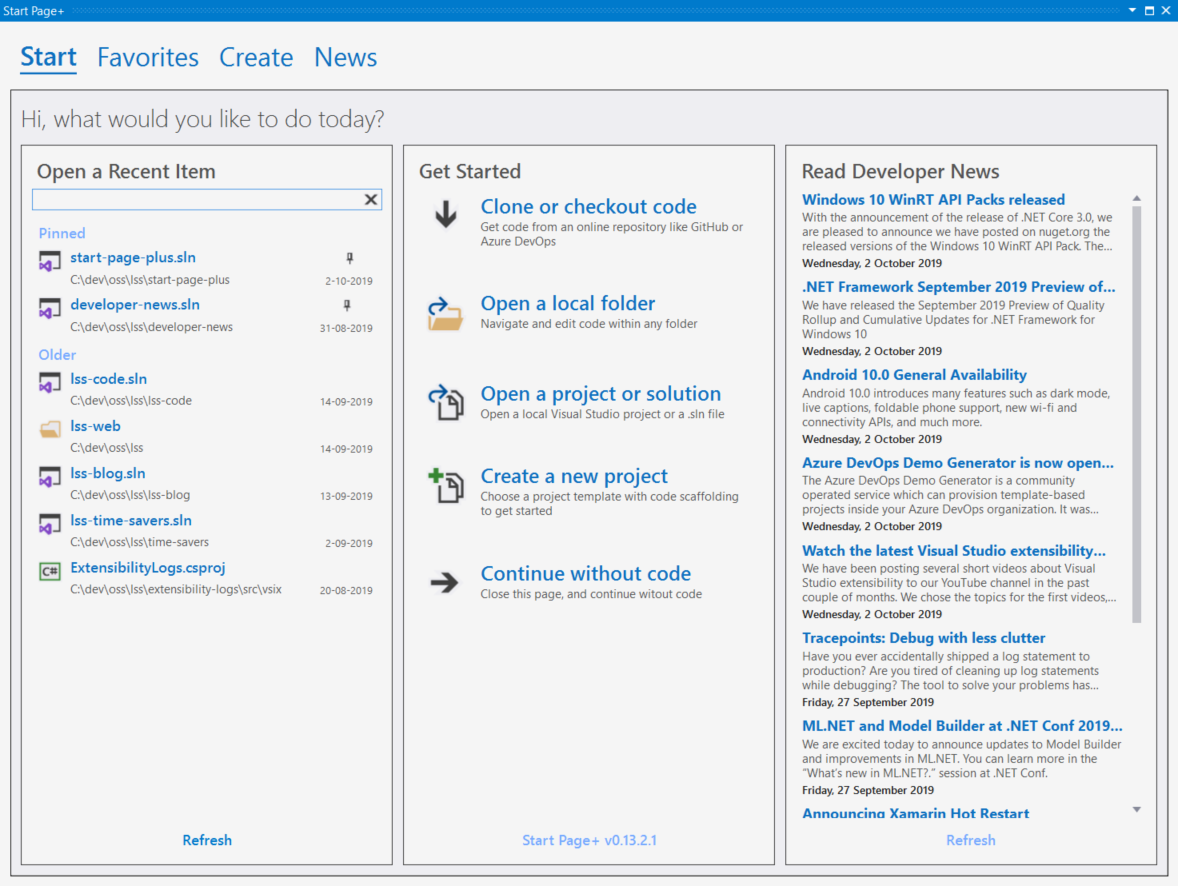 Start Page+
Start Favorites Create News
Hi, what would you like to do today?
Open a Recent Item
Pinned
start-page-plus.sln
C:\dev\oss\lss\start-page-plus 2-10-2019
developer-news.sln
C:\dev\oss\lss\developer-news 31-08-2019
Older
lss-code.sln
C:\dev\oss\lss\lss-code 14-09-2019
lss-web
C:\dev\oss\lss 14-09-2019
lss-blog.sln
C:\dev\oss\lss\lss-blog 13-09-2019
lss-time-savers.sln
C:\dev\oss\lss\time-savers 2-09-2019
C# ExtensibilityLogs.csproj
C:\dev\oss\lss\extensibility-logs\src\vsix 20-08-2019
Refresh
Get Started
Clone or checkout code
Get code from an online repository like GitHub or
Azure DevOps
Open a local folder
Navigate and edit code within any folder
Open a project or solution
Open a local Visual Studio project or a .sln file
Create a new project
Choose a project template with code scaffolding
to get started
Continue without code
Close this page, and continue witout code
Start Page+ v0.13.2.1
Read Developer News
Windows 10 WinRT API Packs released
With the announcement of the release of .NET Core 3.0, we
are pleased to announce we have posted on nuget.org the
released versions of the Windows 10 WinRT API Pack. The...
Wednesday, 2 October 2019
.NET Framework September 2019 Preview of...
We have released the September 2019 Preview of Quality
Rollup and Cumulative Updates for .NET Framework for
Windows 10
Wednesday, 2 October 2019
Android 10.0 General Availability
Android 10.0 introduces many features such as dark mode,
live captions, foldable phone support, new wi-fi and
connectivity APIs, and much more.
Wednesday, 2 October 2019
Azure DevOps Demo Generator is now open...
The Azure DevOps Demo Generator is a community
operated service which can provision template-based
projects inside your Azure DevOps organization. It was...
Wednesday, 2 October 2019
Watch the latest Visual Studio extensibility...
We have been posting several short videos about Visual
Studio extensibility to our YouTube channel in the past
couple of months. We chose the topics for the first videos,...
Wednesday, 2 October 2019
Tracepoints: Debug with less clutter
Have you ever accidentally shipped a log statement to
production? Are you tired of cleaning up log statements
while debugging? The tool to solve your problems has...
Friday, 27 September 2019
ML.NET and Model Builder at .NET Conf 2019...
We are excited today to announce updates to Model Builder
and improvements in ML.NET. You can learn more in the
“What's new in ML.NET?.” session at .NET Conf.
Friday, 27 September 2019
Announcing Xamarin Hot Restart
Refresh